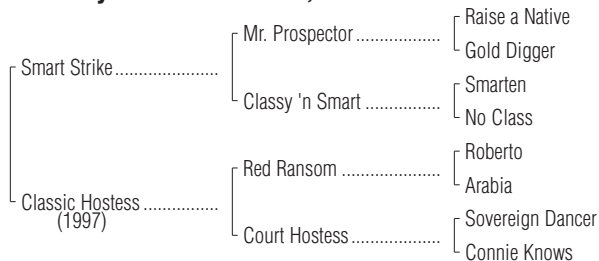 Raise a Native
Mr. Prospector ..................
Gold Digger
Smart Strike ......................
Smarten
Classy 'n Smart ................
No Class
Roberto
Red Ransom .....................
Arabia
Classic Hostess ................
(1997)
Sovereign Dancer
Court Hostess...................
Connie Knows